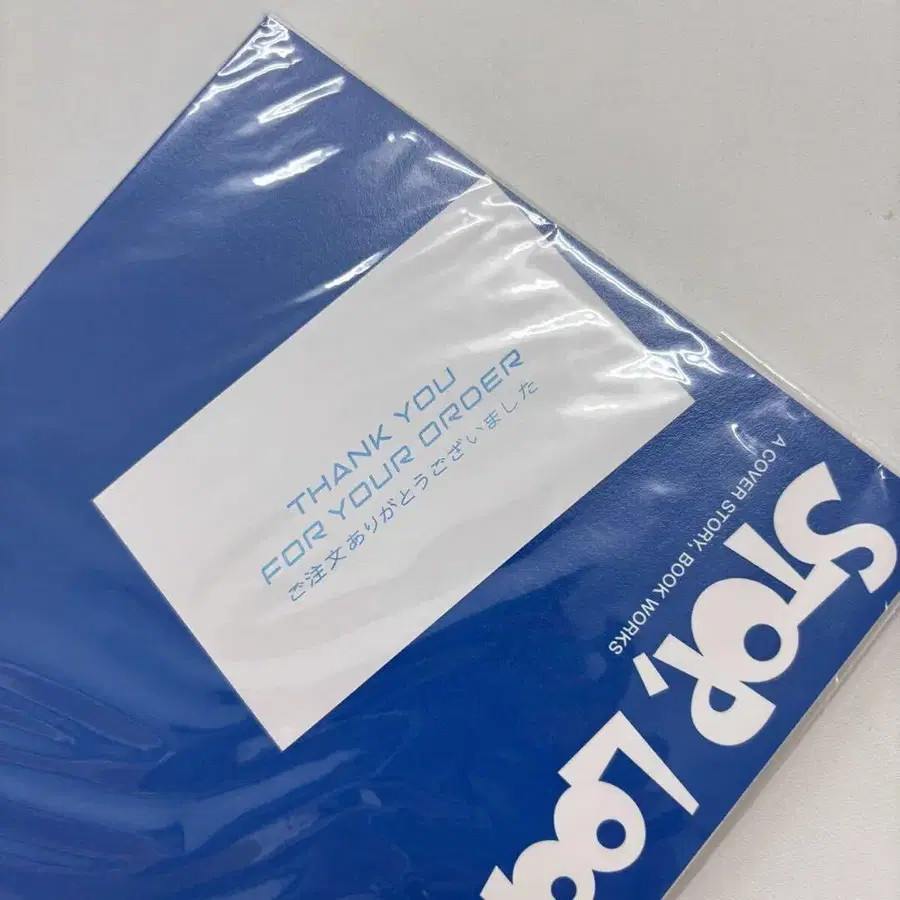 THANK YOU
FOR YOUR ORDER
ご注文ありがとうございました
A COVER STORY, BOOK WORKS
STOP,